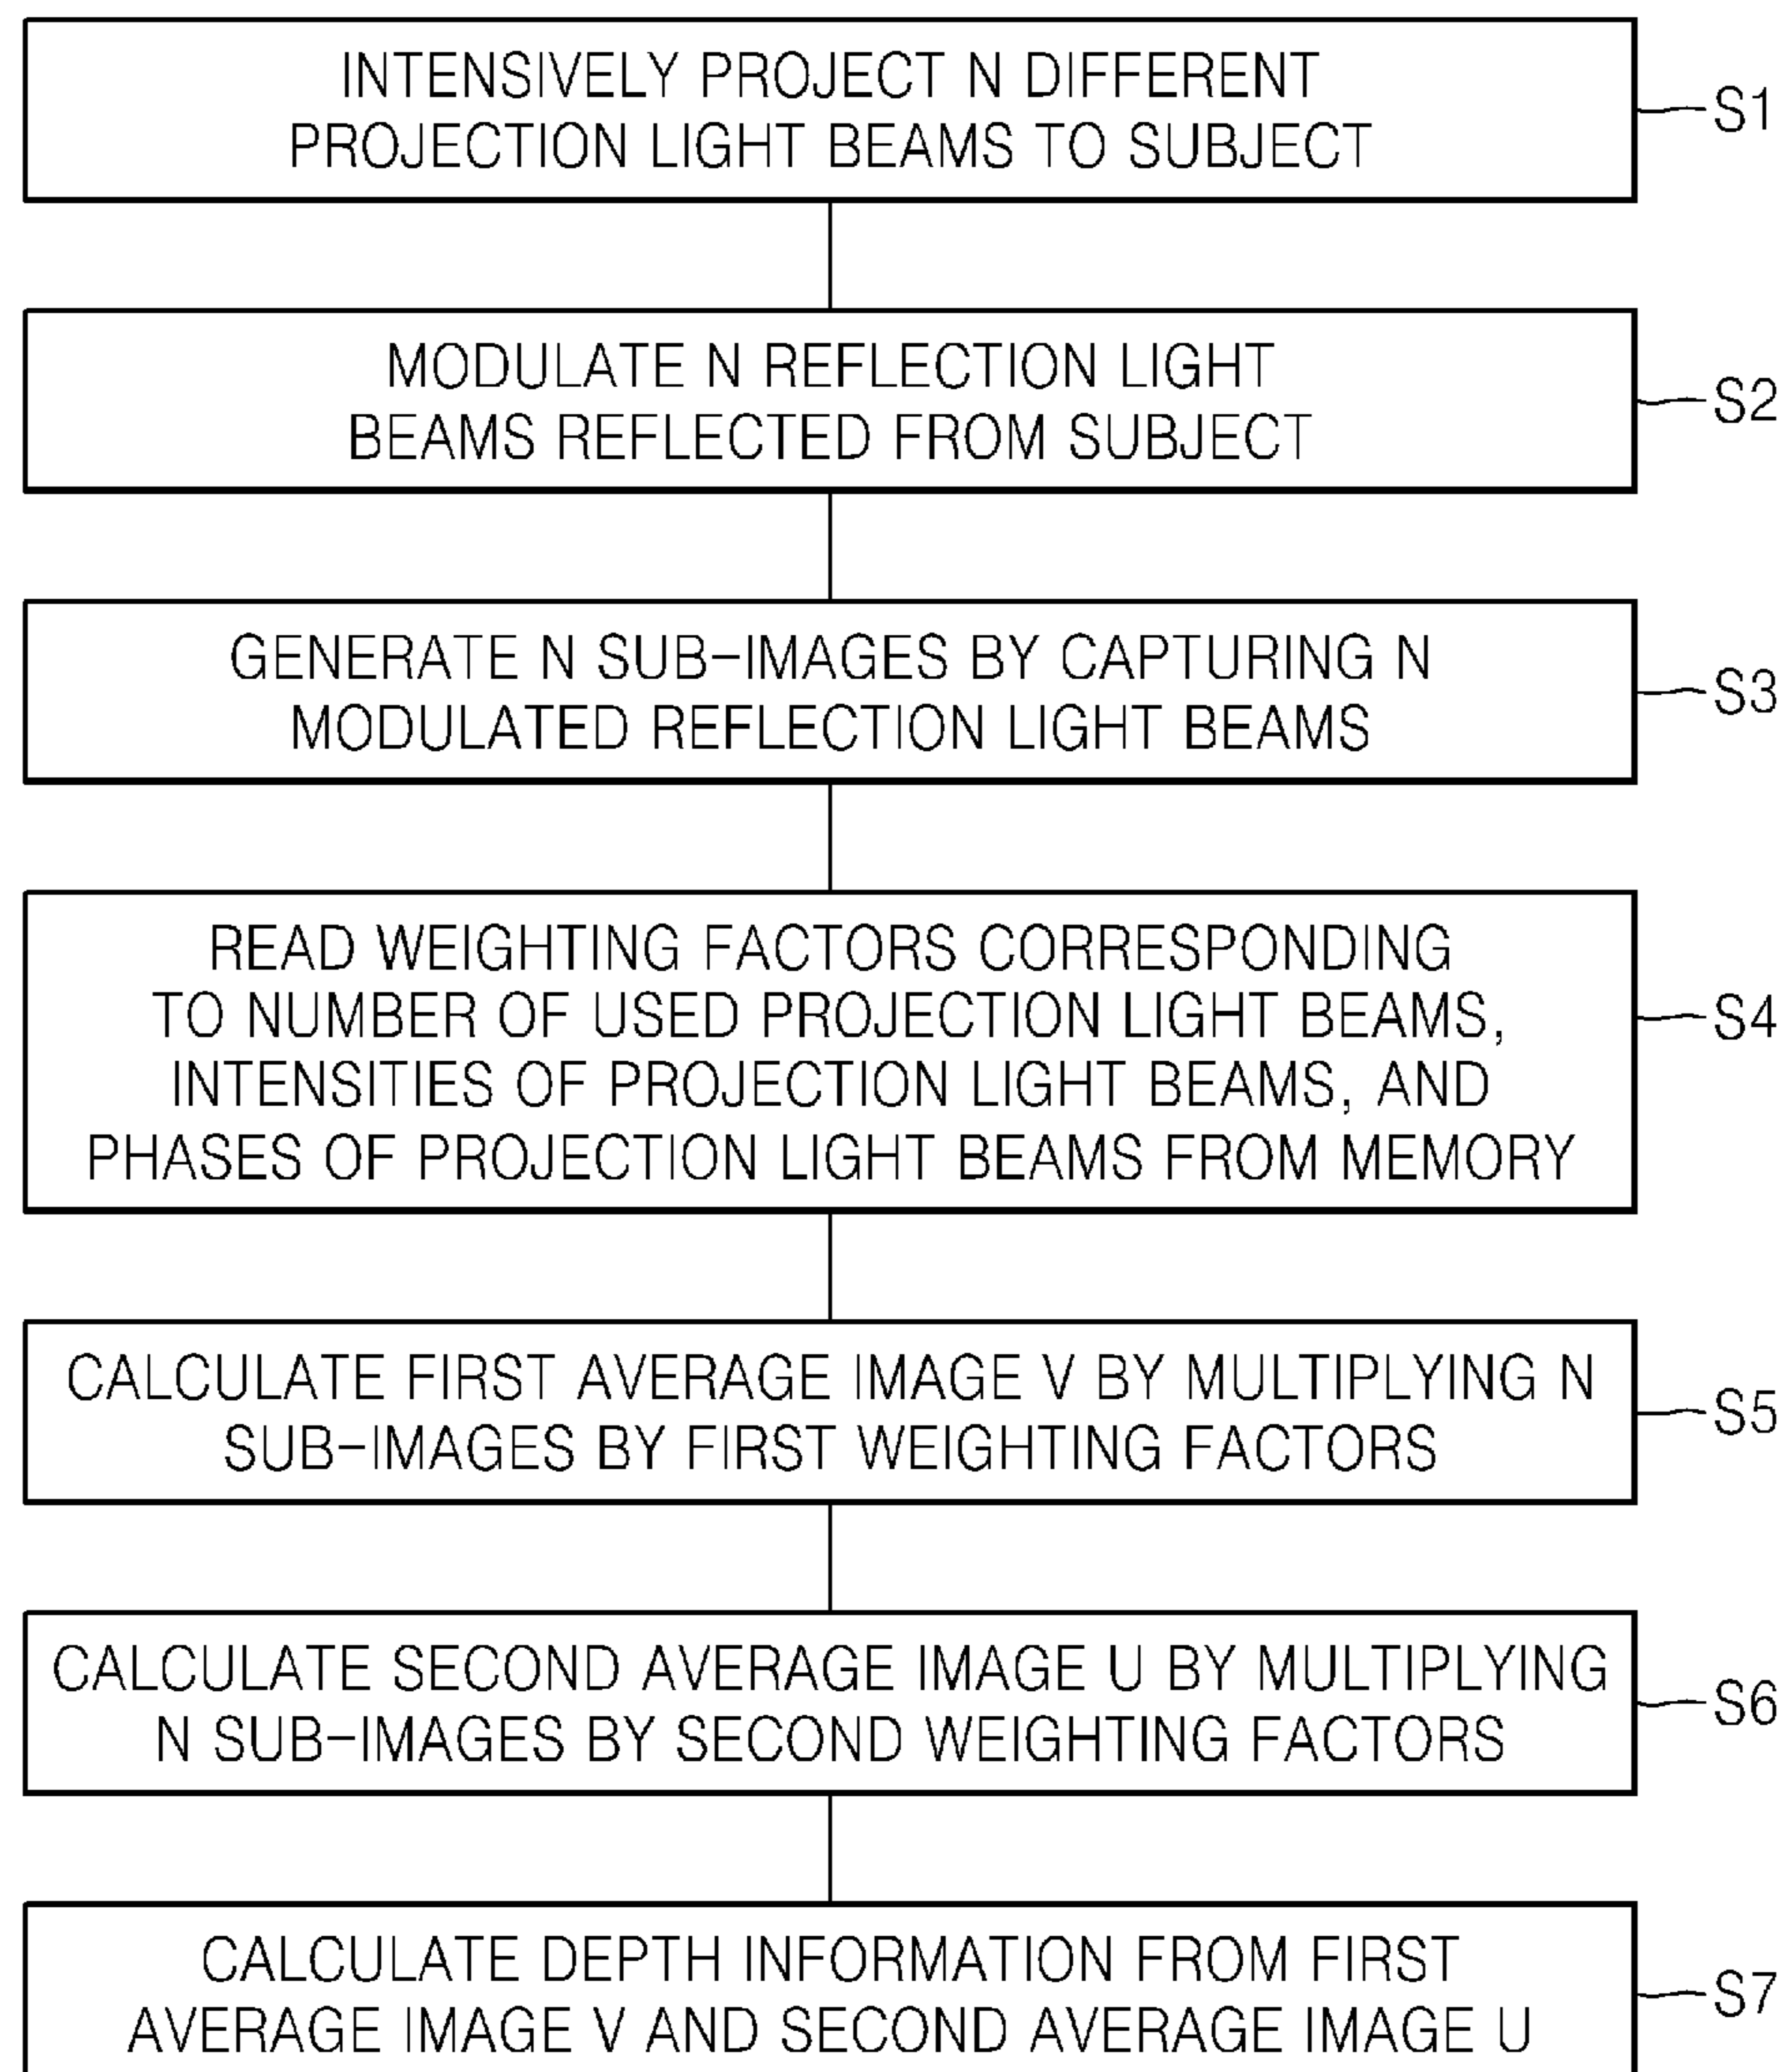 INTENSIVELY PROJECT N DIFFERENT
PROJECTION LIGHT BEAMS TO SUBJECT
S1
MODULATE N REFLECTION LIGHT
BEAMS REFLECTED FROM SUBJECT
S2
GENERATE N SUB-IMAGES BY CAPTURING N
MODULATED REFLECTION LIGHT BEAMS
S3
READ WEIGHTING FACTORS CORRESPONDING
TO NUMBER OF USED PROJECTION LIGHT BEAMS,
INTENSITIES OF PROJECTION LIGHT BEAMS, AND
PHASES OF PROJECTION LIGHT BEAMS FROM MEMORY
S4
CALCULATE FIRST AVERAGE IMAGE V BY MULTIPLYING N
SUB-IMAGES BY FIRST WEIGHTING FACTORS
S5
CALCULATE SECOND AVERAGE IMAGE U BY MULTIPLYING
N SUB-IMAGES BY SECOND WEIGHTING FACTORS
S6
CALCULATE DEPTH INFORMATION FROM FIRST
AVERAGE IMAGE V AND SECOND AVERAGE IMAGE U
S7